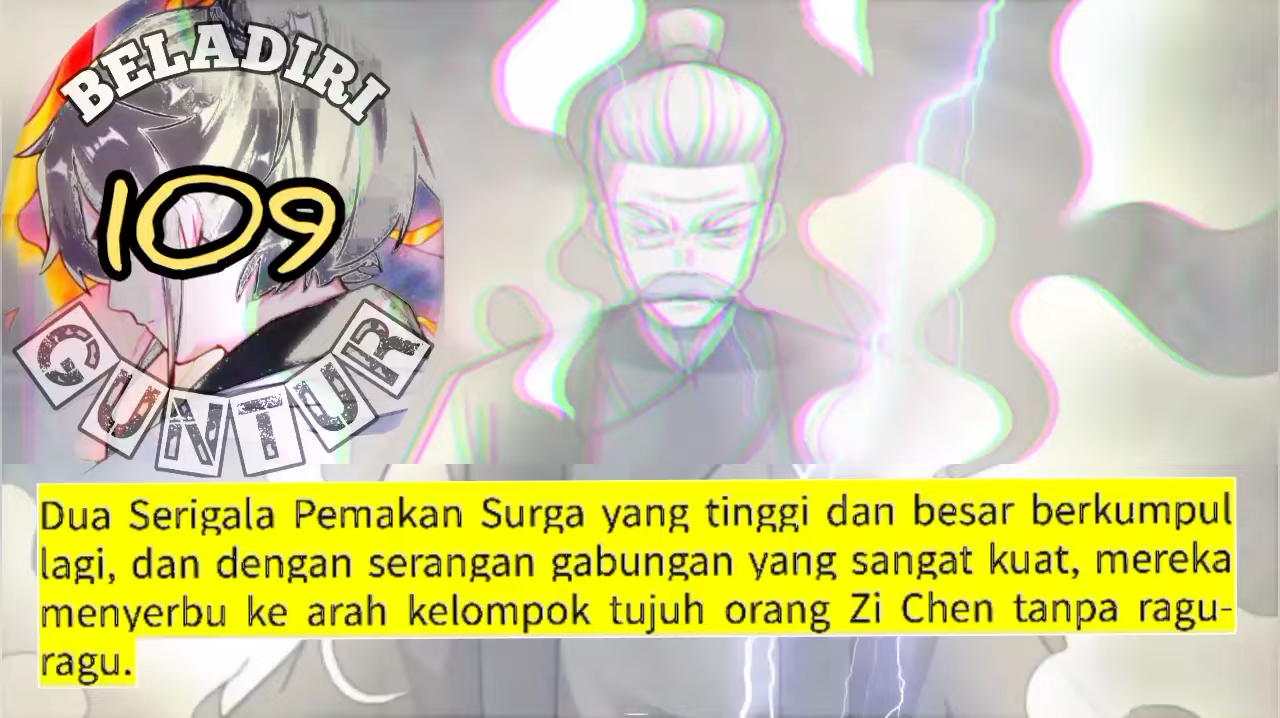 BELADIRI
109
GUNTUR
Dua Serigala Pemakan Surga yang tinggi dan besar berkumpul
lagi, dan dengan serangan gabungan yang sangat kuat, mereka
menyerbu ke arah kelompok tujuh orang Zi Chen tanpa ragu-
ragu.